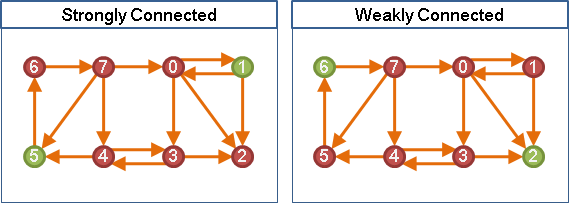 Strongly Connected
6 7 0 1
5 4 3 2
Weakly Connected
6 7 0 1
5 4 3 2